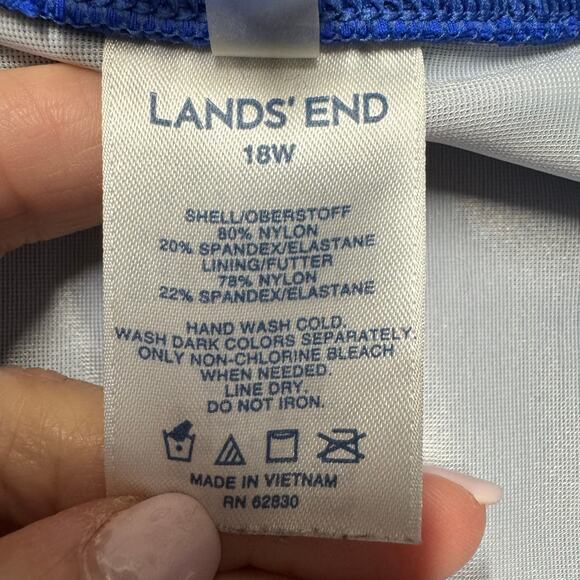 LANDS' END
18W
SHELL/OBERSTOFF
80% NYLON
20% SPANDEX/ELASTANE
LINING/FUTTER
78% NYLON
22% SPANDEX/ELASTANE
HAND WASH COLD.
WASH DARK COLORS SEPARATELY.
ONLY NON-CHLORINE BLEACH
WHEN NEEDED.
LINE DRY.
DO NOT IRON.
MADE IN VIETNAM
RN 62830